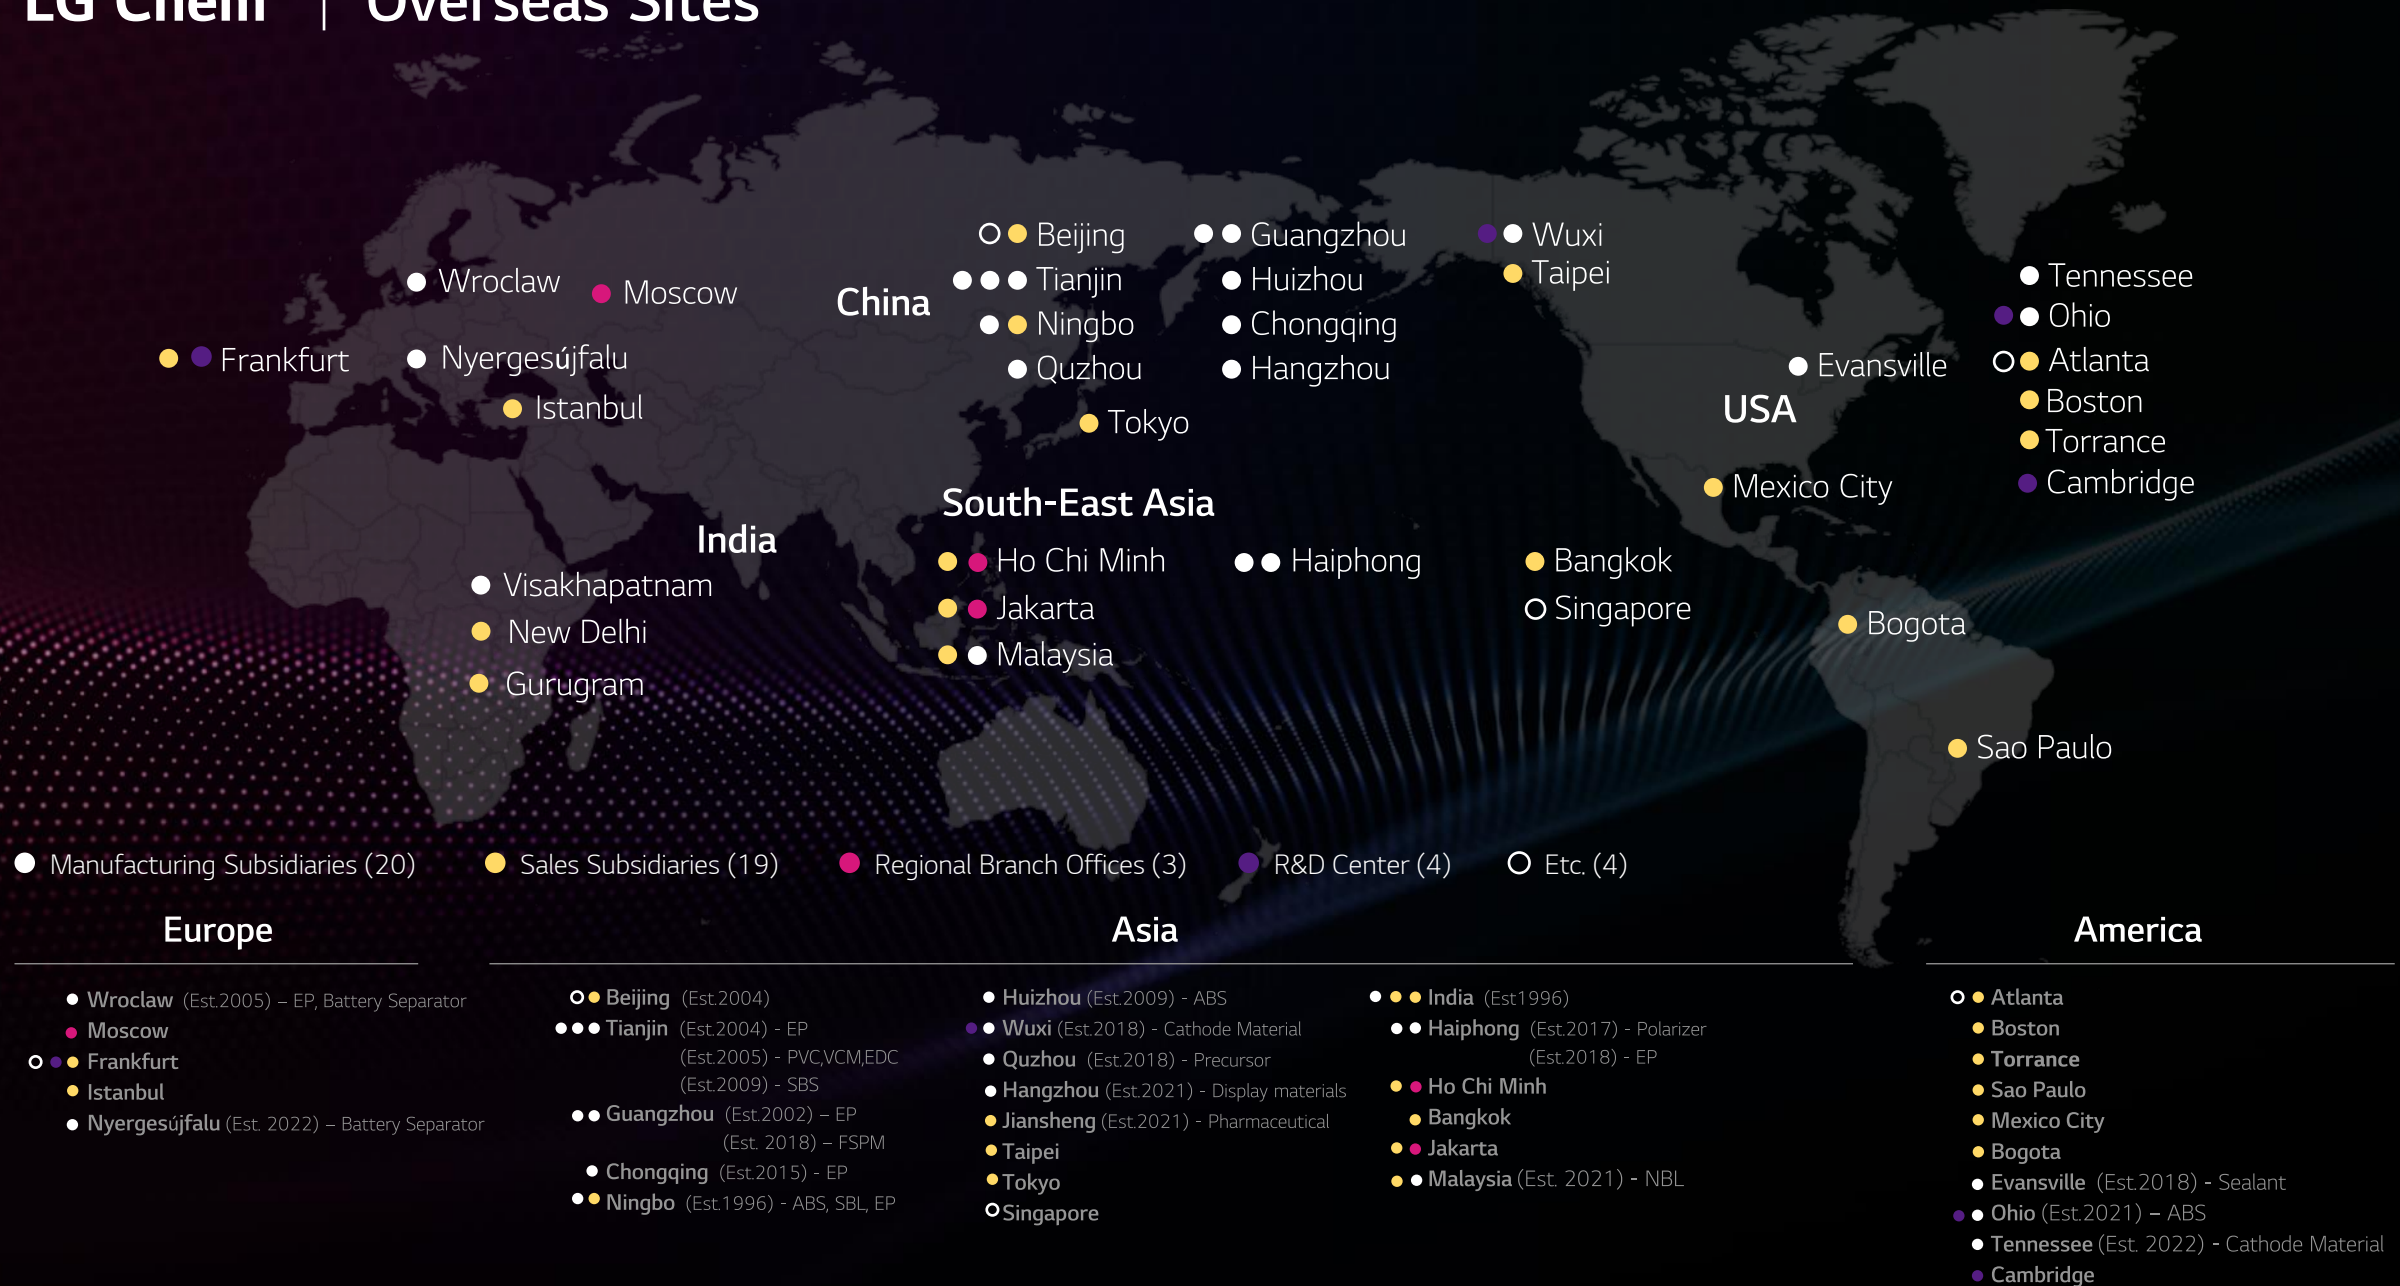 LG Chem | Overseas Sites
Beijing
Guangzhou
Wuxi
Tianjin
Huizhou
Taipei
China
Ningbo
Chongqing
Quzhou
Hangzhou
Tokyo
Wroclaw
Moscow
Frankfurt
Nyergesújfalu
Istanbul
Tennessee
Ohio
Evansville
Atlanta
USA
Boston
Torrance
Mexico City
Cambridge
South-East Asia
India
Ho Chi Minh
Haiphong
Bangkok
Visakhapatnam
Jakarta
Singapore
New Delhi
Malaysia
Gurugram
Bogota
Sao Paulo
Manufacturing Subsidiaries (20)
Sales Subsidiaries (19)
Regional Branch Offices (3)
R&D Center (4)
Etc. (4)
Europe
Wroclaw (Est.2005) – EP, Battery Separator
Moscow
Frankfurt
Istanbul
Nyergesújfalu (Est. 2022) – Battery Separator
Asia
Beijing (Est.2004)
Tianjin (Est.2004) - EP
(Est.2005) - PVC,VCM,EDC
(Est.2009) - SBS
Guangzhou (Est.2002) – EP
(Est. 2018) – FSPM
Chongqing (Est.2015) - EP
Ningbo (Est.1996) - ABS, SBL, EP
Huizhou (Est.2009) - ABS
Wuxi (Est.2018) - Cathode Material
Quzhou (Est.2018) - Precursor
Hangzhou (Est.2021) - Display materials
Jiansheng (Est.2021) - Pharmaceutical
Taipei
Tokyo
Singapore
India (Est1996)
Haiphong (Est.2017) - Polarizer
(Est.2018) - EP
Ho Chi Minh
Bangkok
Jakarta
Malaysia (Est. 2021) - NBL
America
Atlanta
Boston
Torrance
Sao Paulo
Mexico City
Bogota
Evansville (Est.2018) - Sealant
Ohio (Est.2021) – ABS
Tennessee (Est. 2022) - Cathode Material
Cambridge